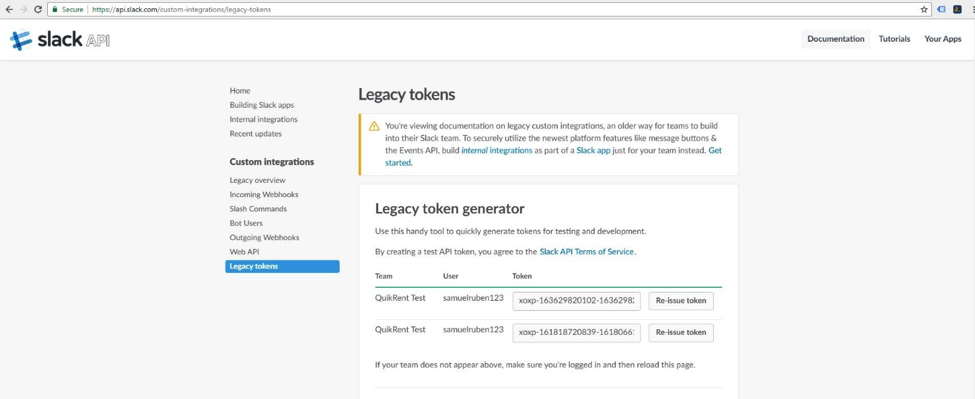 Secure https://api.slack.com/custom-integrations/legacy-tokens
slack API
Documentation Tutorials Your Apps
Home
Building Slack apps
Internal integrations
Recent updates
Custom integrations
Legacy overview
Incoming Webhooks
Slash Commands
Bot Users
Outgoing Webhooks
Web API
Legacy tokens
Legacy tokens
You're viewing documentation on legacy custom integrations, an older way for teams to build
into their Slack team. To securely utilize the newest platform features like message buttons &
the Events API, build internal integrations as part of a Slack app just for your team instead. Get
started.
Legacy token generator
Use this handy tool to quickly generate tokens for testing and development.
By creating a test API token, you agree to the Slack API Terms of Service.
Team User Token
QuikRent Test samuelruben123 xoxp-163629820102-1636298 Re-issue token
QuikRent Test samuelruben123 xoxp-161818720839-1618066 Re-issue token
If your team does not appear above, make sure you're logged in and then reload this page.